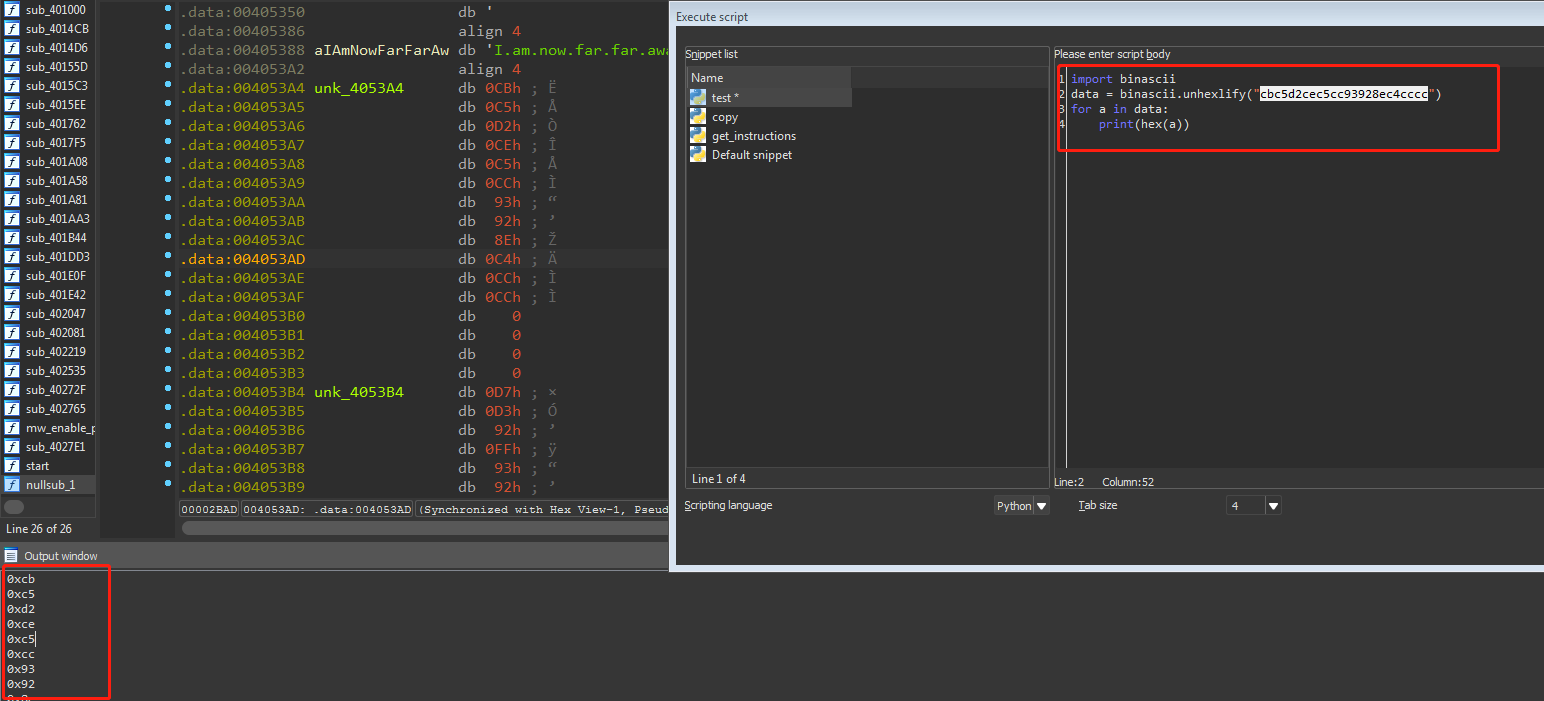 sub_401000
sub_4014CB
sub_4014D6
sub_40155D
sub_4015C3
sub_4015EE
sub_401762
sub_4017F5
sub_401A08
sub_401A58
sub_401A81
sub_401AA3
sub_401B44
sub_401DD3
sub_401E0F
sub_401E42
sub_402047
sub_402081
sub_402219
sub_402535
sub_40272F
sub_402765
mw_enable_p
sub_4027E1
start
nullsub_1
Line 26 of 26
.data:00405350 db '
.data:00405386 align 4
.data:00405388 aIAmNowFarFarAw db 'I.am.now.far.far.awa
.data:004053A2 align 4
.data:004053A4 unk_4053A4 db 0CBh ; Ë
.data:004053A5 db 0C5h ; Å
.data:004053A6 db 0D2h ; Ò
.data:004053A7 db 0CEh ; Î
.data:004053A8 db 0C5h ; Å
.data:004053A9 db 0CCh ; Ì
.data:004053AA db 93h ; “
.data:004053AB db 92h ; ’
.data:004053AC db 8Eh ; Ž
.data:004053AD db 0C4h ; Ä
.data:004053AE db 0CCh ; Ì
.data:004053AF db 0CCh ; Ì
.data:004053B0 db 0
.data:004053B1 db 0
.data:004053B2 db 0
.data:004053B3 db 0
.data:004053B4 unk_4053B4 db 0D7h ; ×
.data:004053B5 db 0D3h ; Ó
.data:004053B6 db 92h ; ’
.data:004053B7 db 0FFh ; ÿ
.data:004053B8 db 93h ; “
.data:004053B9 db 92h ; ’
00002BAD 004053AD: .data:004053AD (Synchronized with Hex View-1, Pseud
Execute script
Snippet list
Name
test *
copy
get_instructions
Default snippet
Line 1 of 4
Please enter script body
1 import binascii
2 data = binascii.unhexlify("cbc5d2cec5cc93928ec4cccc")
3 for a in data:
4 print(hex(a))
Line:2 Column:52
Scripting language Python Tab size 4
Output window
0xcb
0xc5
0xd2
0xce
0xc5
0xcc
0x93
0x92